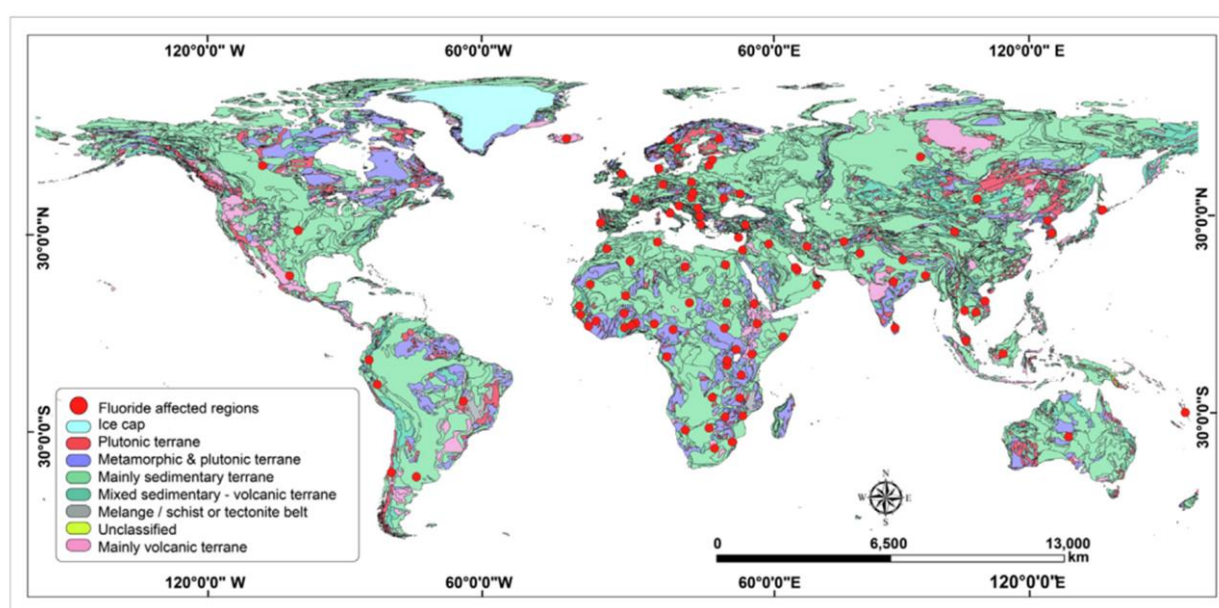 120°0'0" W 60°0'0"W 60°0'0"E 120°0'0" E
30°0'0"N 30°0'0"N
30°0'0"S 30°0'0"S
Fluoride affected regions
Ice cap
Plutonic terrane
Metamorphic & plutonic terrane
Mainly sedimentary terrane
Mixed sedimentary - volcanic terrane
Melange / schist or tectonite belt
Unclassified
Mainly volcanic terrane
N
W E
S
0 6,500 13,000
km
120°0'0" W 60°0'0"W 60°0'0"E 120°0'0"E